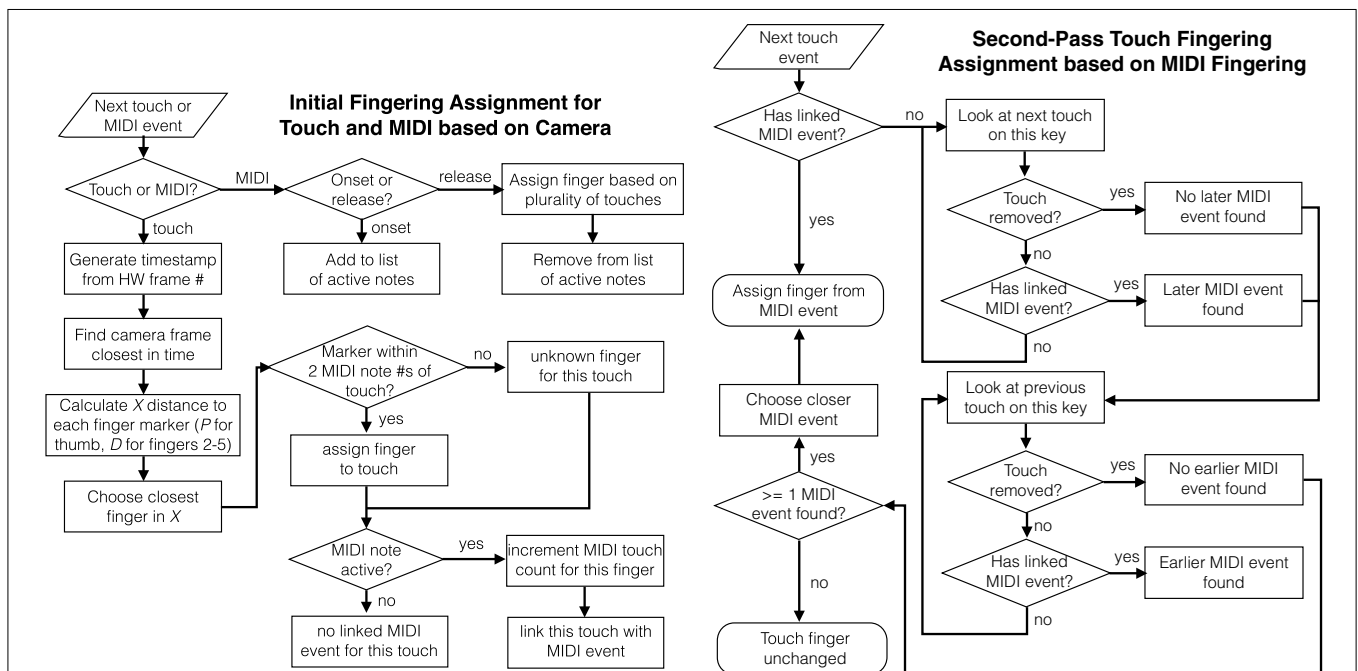 Initial Fingering Assignment for
Touch and MIDI based on Camera
Next touch or
MIDI event
Touch or MIDI?
MIDI
Onset or
release?
release
Assign finger based on
plurality of touches
touch
onset
Generate timestamp
from HW frame #
Add to list
of active notes
Remove from list
of active notes
Find camera frame
closest in time
Marker within
2 MIDI note #s of
touch?
no
unknown finger
for this touch
Calculate X distance to
each finger marker (P for
thumb, D for fingers 2-5)
yes
assign finger
to touch
Choose closest
finger in X
MIDI note
active?
yes
increment MIDI touch
count for this finger
no
no linked MIDI
event for this touch
link this touch with
MIDI event
Second-Pass Touch Fingering
Assignment based on MIDI Fingering
Next touch
event
Has linked
MIDI event?
no
Look at next touch
on this key
yes
Touch
removed?
yes
No later MIDI
event found
no
Assign finger from
MIDI event
Has linked
MIDI event?
yes
Later MIDI event
found
no
Look at previous
touch on this key
Choose closer
MIDI event
yes
Touch
removed?
yes
No earlier MIDI
event found
>= 1 MIDI
event found?
no
Has linked
MIDI event?
yes
Earlier MIDI event
found
no
no
Touch finger
unchanged